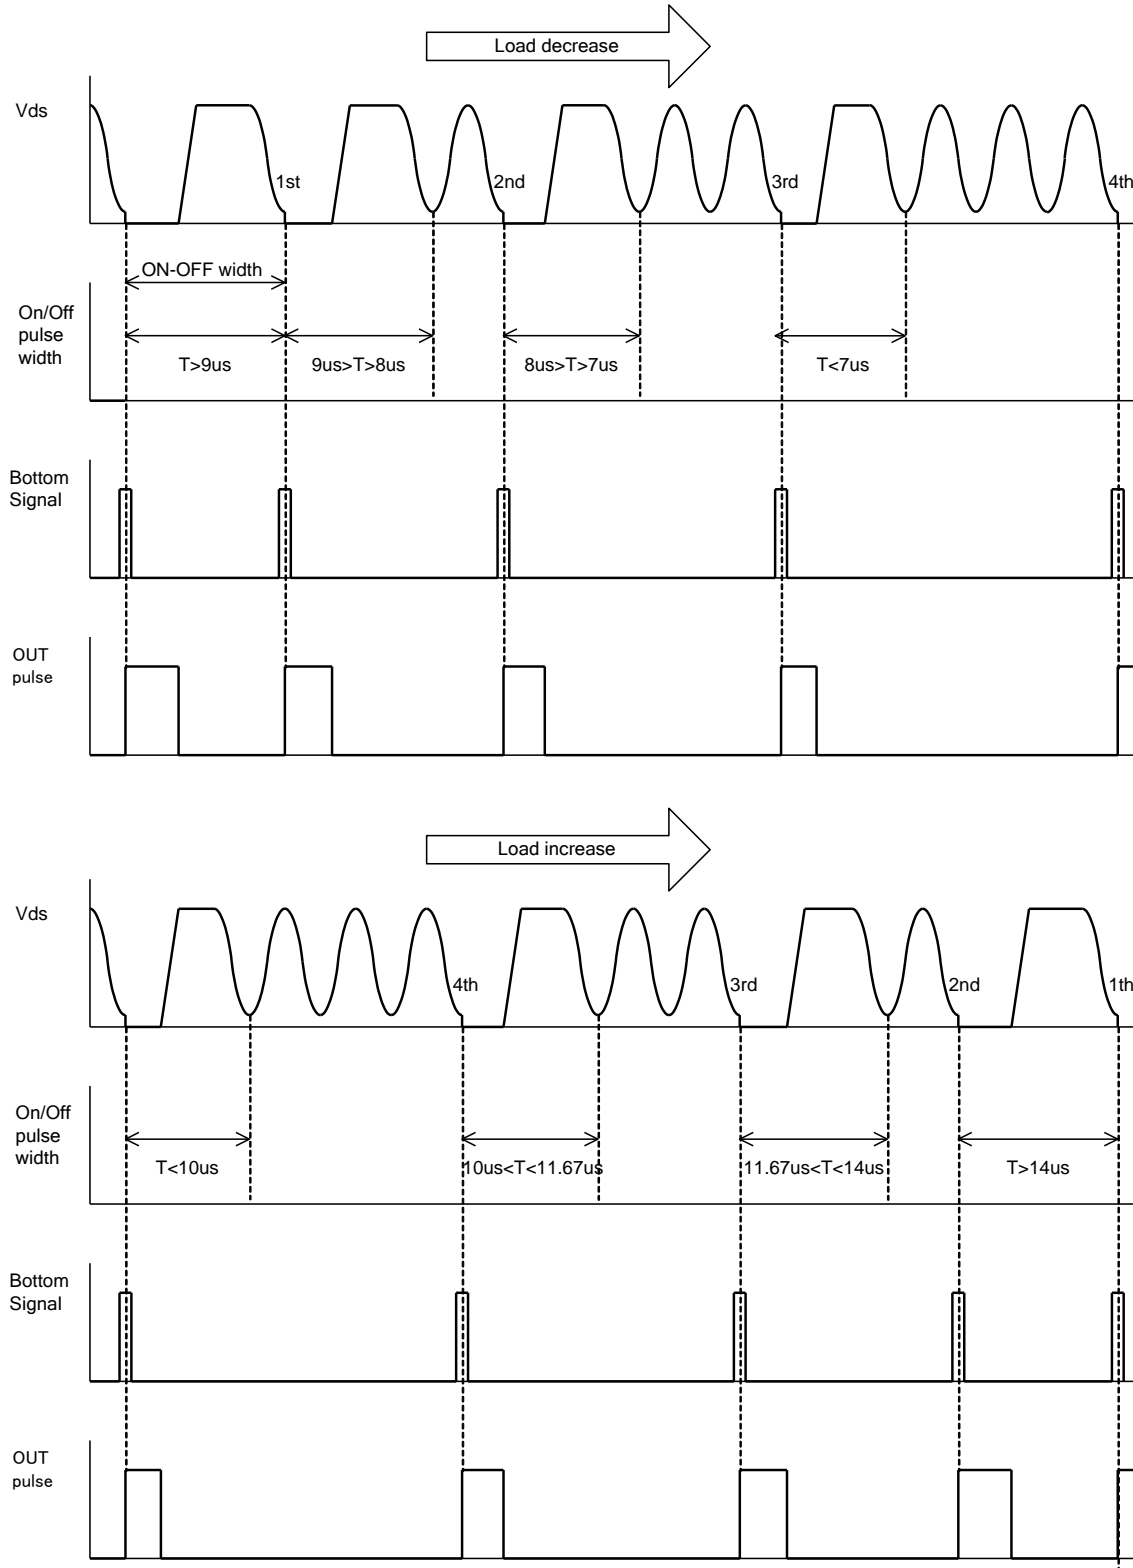 Load decrease
Vds
1st
2nd
3rd
4th
ON-OFF width
On/Off
pulse
width
T>9us
9us>T>8us
8us>T>7us
T<7us
Bottom
Signal
OUT
pulse
Load increase
Vds
4th
3rd
2nd
1th
On/Off
pulse
width
T<10us
10us<T<11.67us
11.67us<T<14us
T>14us
Bottom
Signal
OUT
pulse